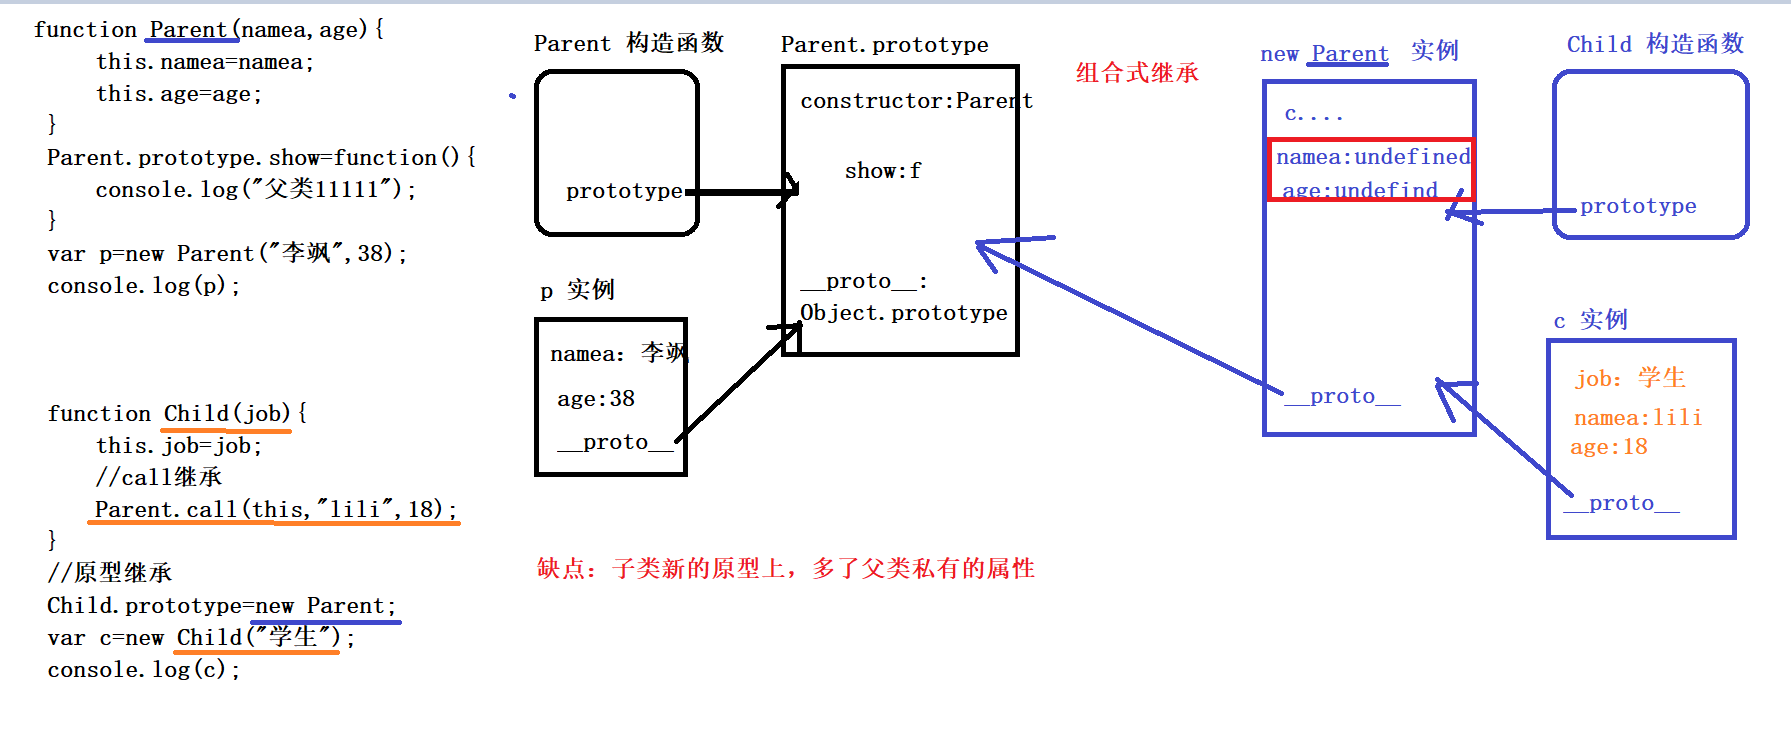 function Parent(namea,age){
this.namea=namea;
this.age=age;
}
Parent.prototype.show=function(){
console.log("父类11111");
}
var p=new Parent("李飒",38);
console.log(p);
function Child(job){
this.job=job;
//call继承
Parent.call(this,"lili",18);
}
//原型继承
Child.prototype=new Parent;
var c=new Child("学生");
console.log(c);
Parent 构造函数
prototype
p 实例
namea: 李飒
age:38
__proto__
Parent.prototype
constructor:Parent
show:f
__proto__:
Object.prototype
组合式继承
缺点：子类新的原型上，多了父类私有的属性
new Parent 实例
c....
namea:undefined
age:undefind
__proto__
Child 构造函数
prototype
c 实例
job: 学生
namea:lili
age:18
__proto__